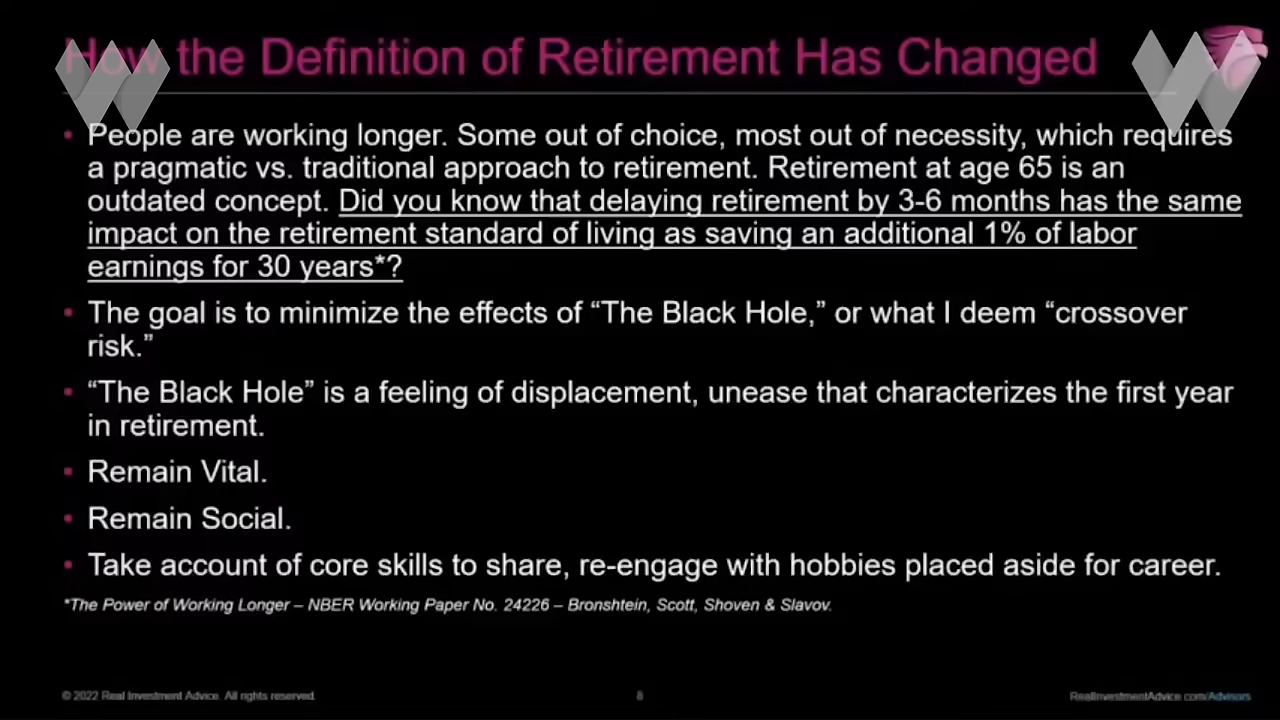 How the Definition of Retirement Has Changed
• People are working longer. Some out of choice, most out of necessity, which requires
a pragmatic vs. traditional approach to retirement. Retirement at age 65 is an
outdated concept. Did you know that delaying retirement by 3-6 months has the same
impact on the retirement standard of living as saving an additional 1% of labor
earnings for 30 years*?
• The goal is to minimize the effects of “The Black Hole,” or what I deem “crossover
risk.”
• “The Black Hole” is a feeling of displacement, unease that characterizes the first year
in retirement.
• Remain Vital.
• Remain Social.
• Take account of core skills to share, re-engage with hobbies placed aside for career.
*The Power of Working Longer – NBER Working Paper No. 24226 – Bronshtein, Scott, Shoven & Slavov.
© 2022 Real Investment Advice. All rights reserved.
8
RealInvestmentAdvice.com/Advisors